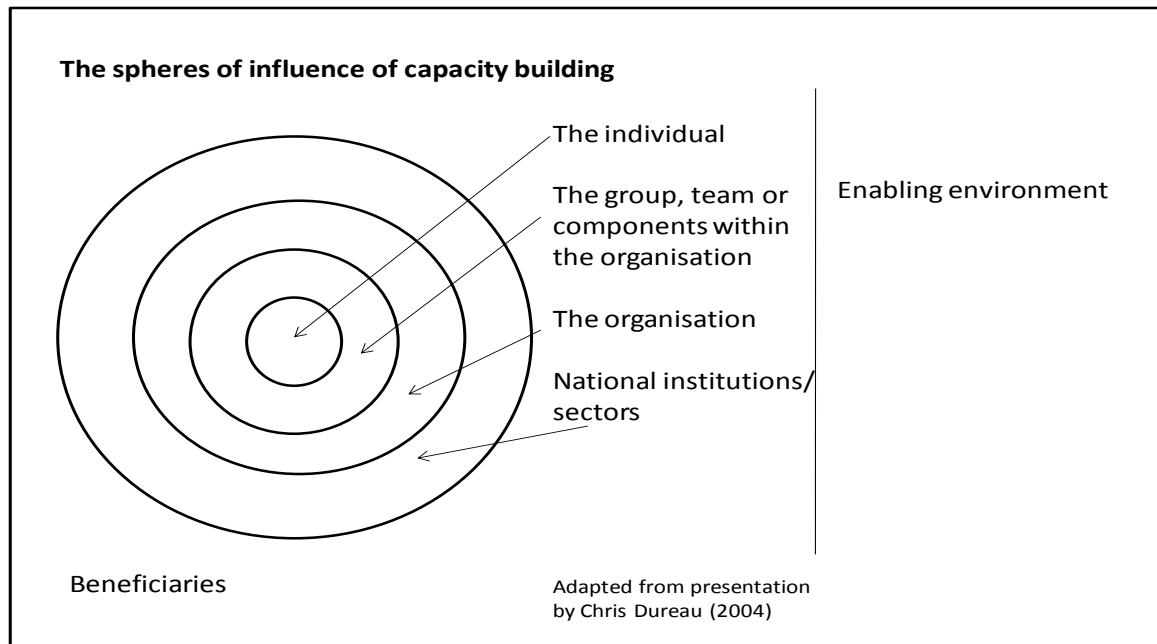 The spheres of influence of capacity building
The individual
The group, team or
components within
the organisation
Enabling environment
The organisation
National institutions/
sectors
Beneficiaries
Adapted from presentation
by Chris Dureau (2004)